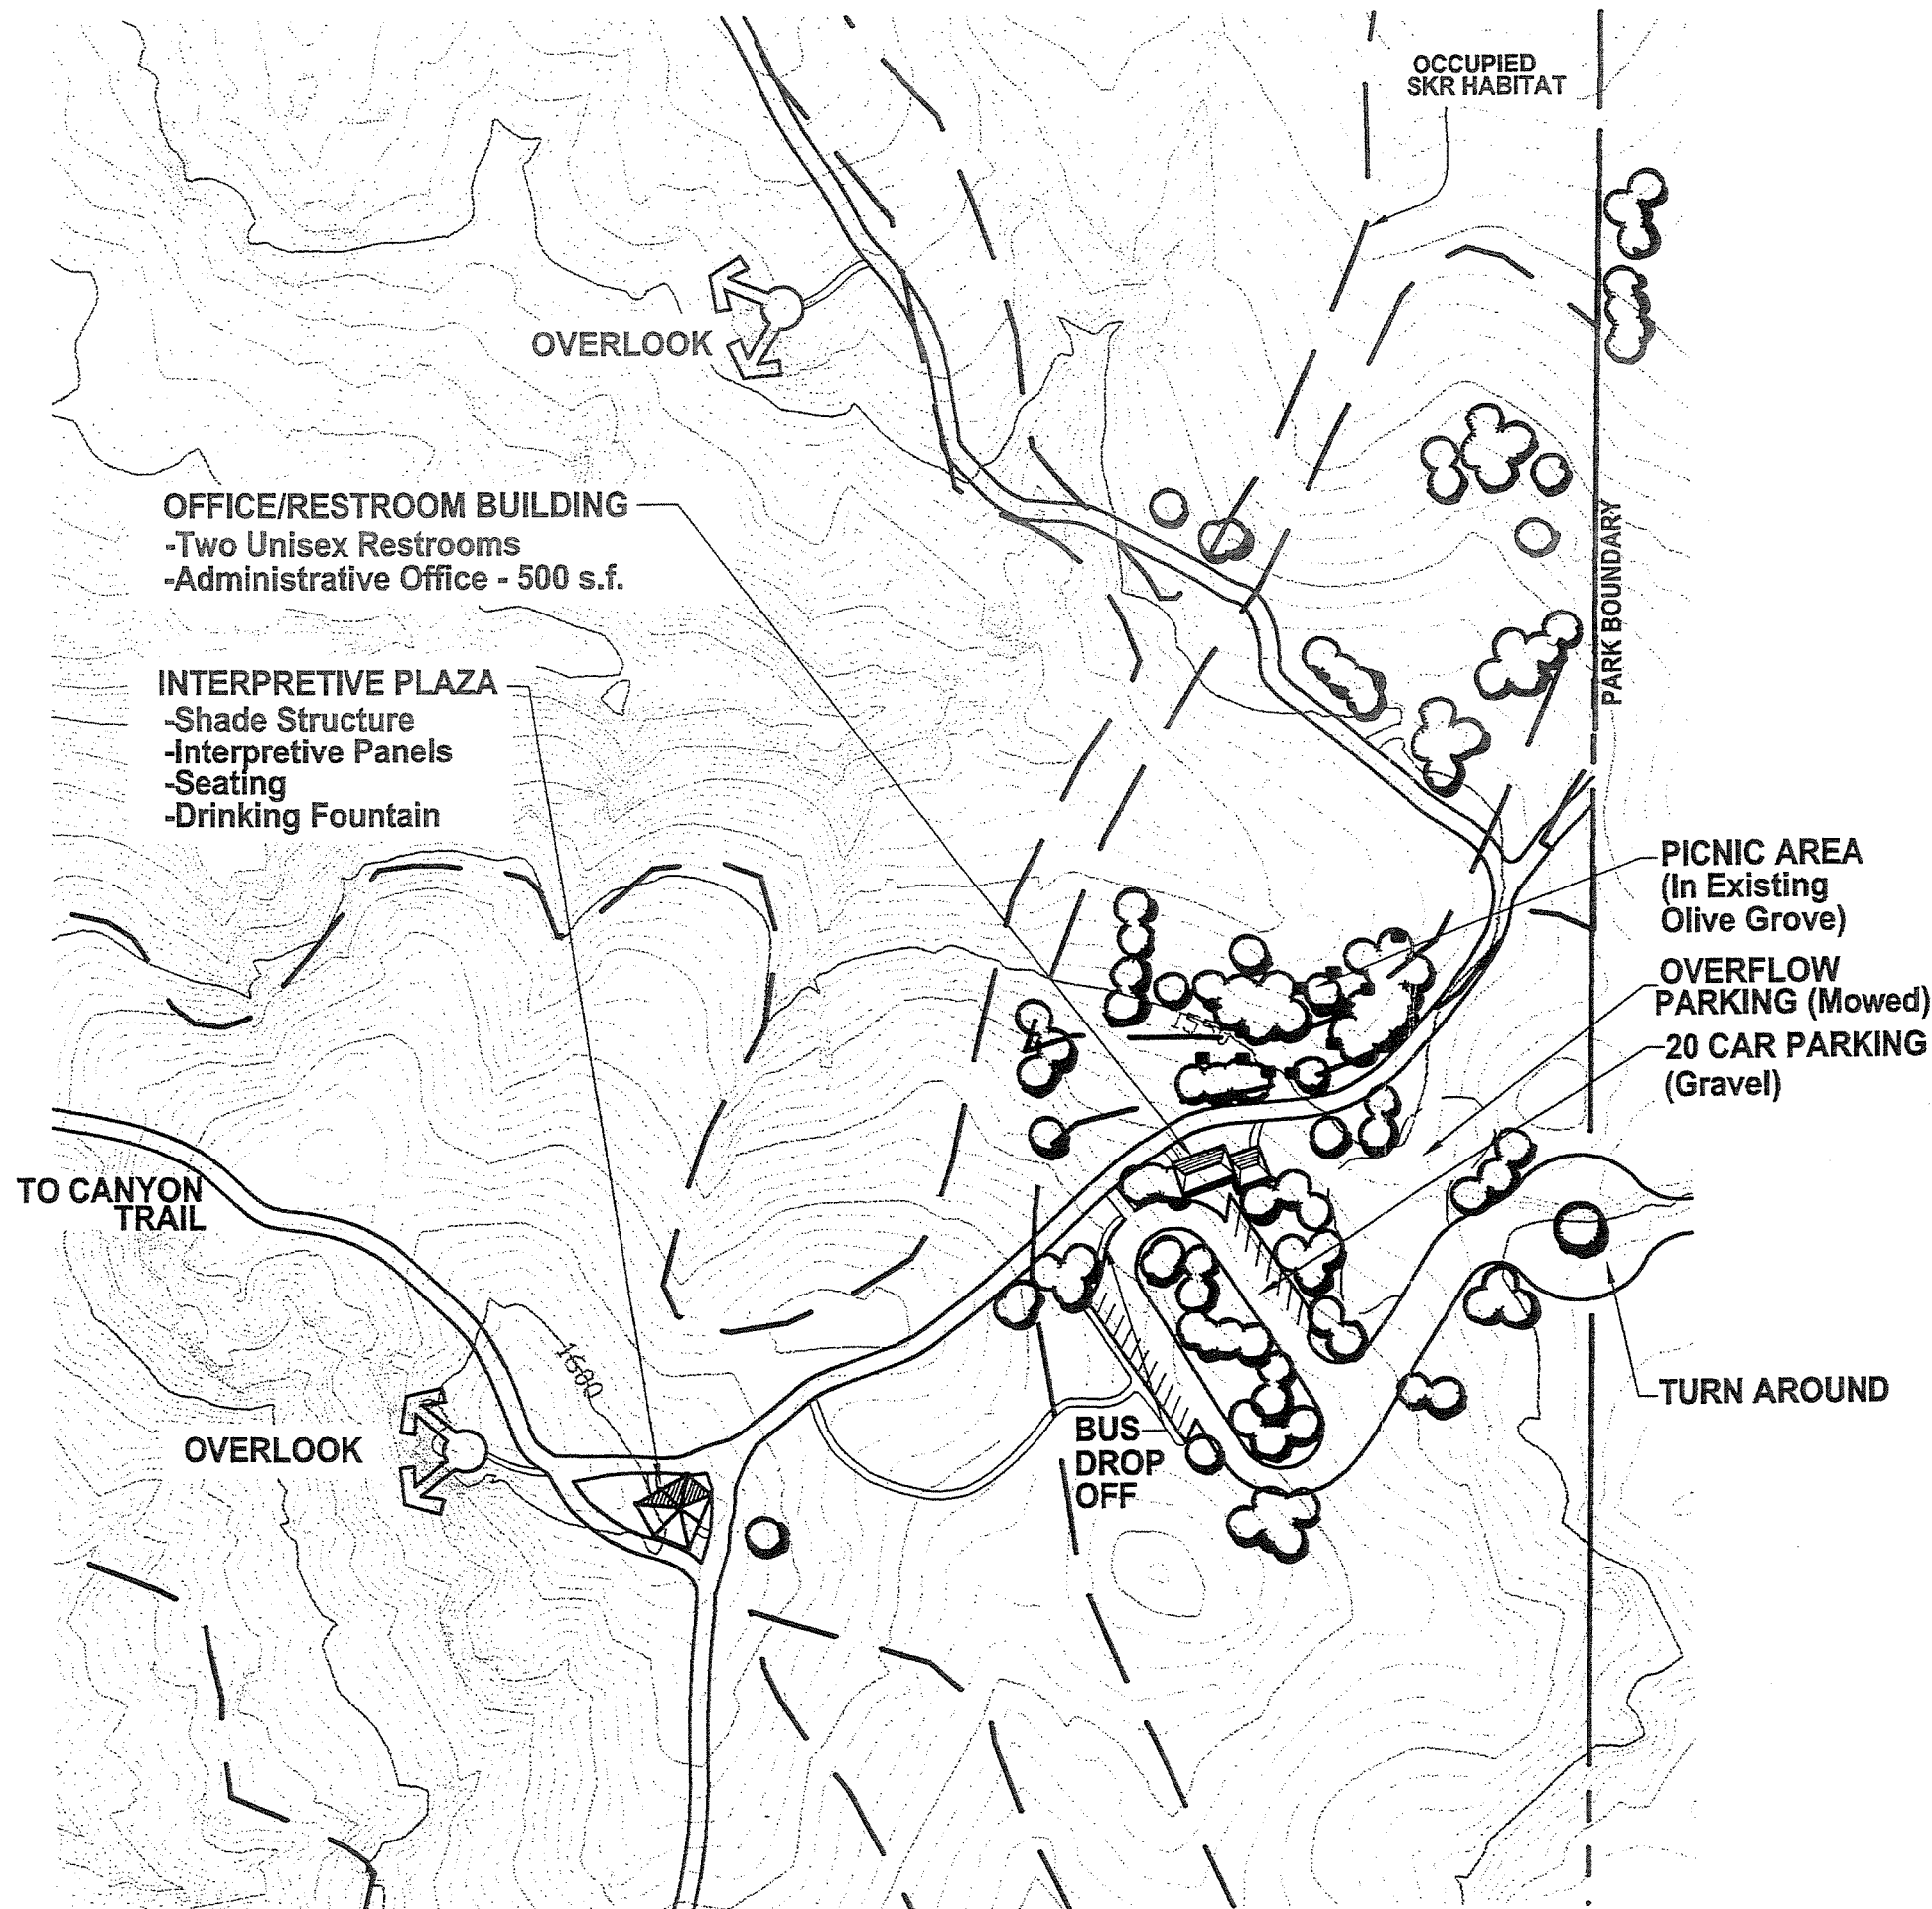 OCCUPIED
SKR HABITAT
OVERLOOK
OFFICE/RESTROOM BUILDING
-Two Unisex Restrooms
-Administrative Office - 500 s.f.
PARK BOUNDARY
INTERPRETIVE PLAZA
-Shade Structure
-Interpretive Panels
-Seating
-Drinking Fountain
PICNIC AREA
(In Existing
Olive Grove)
OVERFLOW
PARKING (Mowed)
20 CAR PARKING
(Gravel)
TO CANYON
TRAIL
1600
TURN AROUND
OVERLOOK
BUS
DROP
OFF